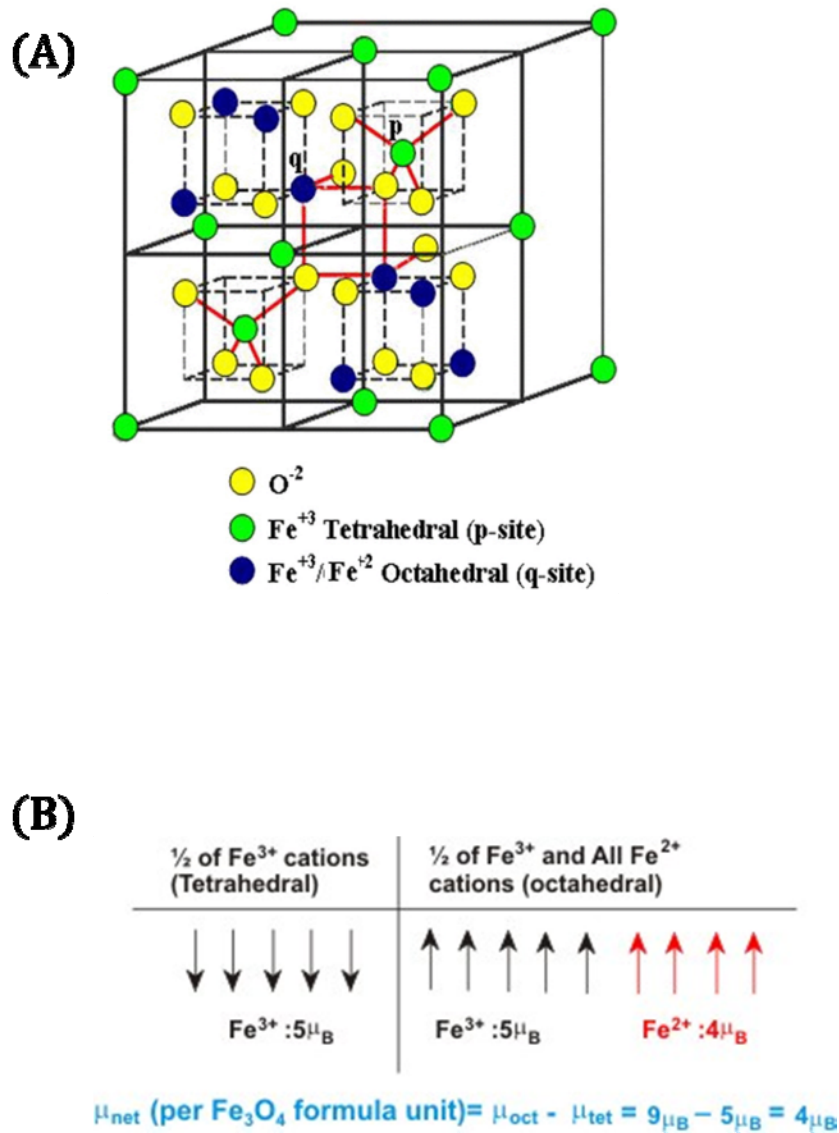 (A)
p
q
O⁻²
Fe⁺³ Tetrahedral (p-site)
Fe⁺³/Fe⁺² Octahedral (q-site)
(B)
½ of Fe³⁺ cations
(Tetrahedral)
½ of Fe³⁺ and All Fe²⁺
cations (octahedral)
Fe³⁺ :5μB
Fe³⁺ :5μB
Fe²⁺ :4μB
μnet (per Fe₃O₄ formula unit)= μoct - μtet = 9μB – 5μB = 4μB